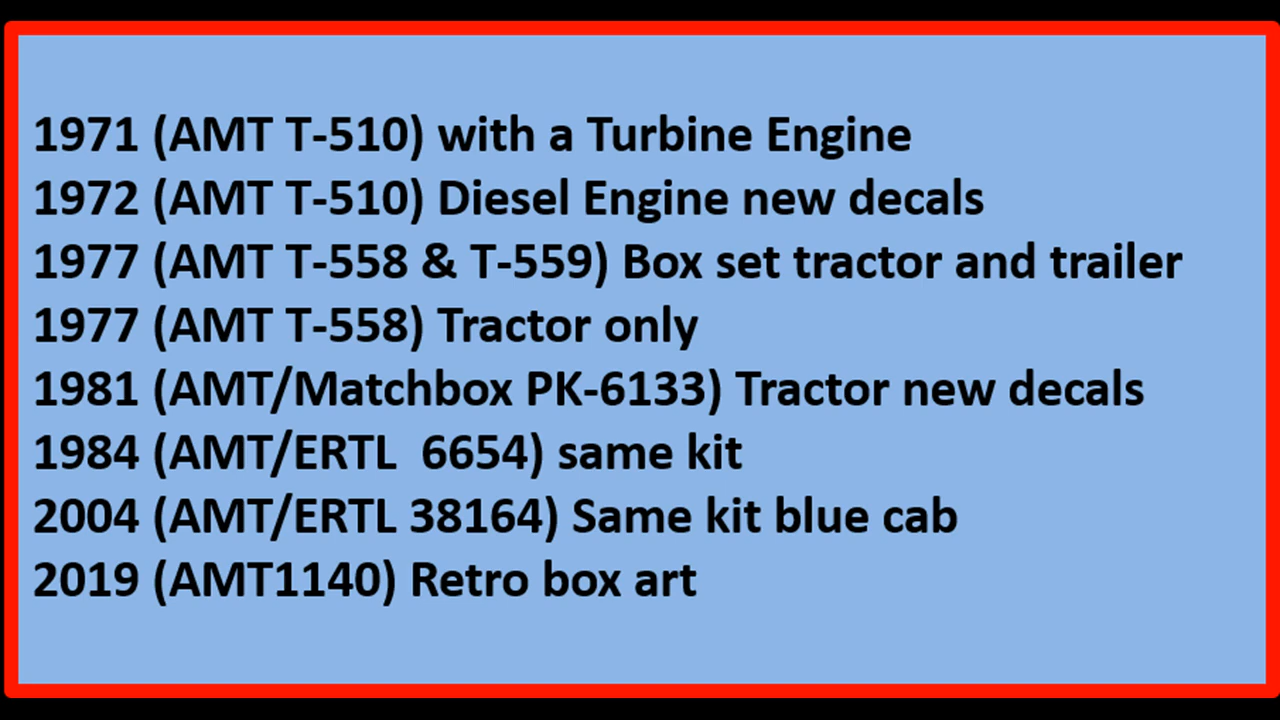 1971 (AMT T-510) with a Turbine Engine
1972 (AMT T-510) Diesel Engine new decals
1977 (AMT T-558 & T-559) Box set tractor and trailer
1977 (AMT T-558) Tractor only
1981 (AMT/Matchbox PK-6133) Tractor new decals
1984 (AMT/ERTL  6654) same kit
2004 (AMT/ERTL 38164) Same kit blue cab
2019 (AMT1140) Retro box art